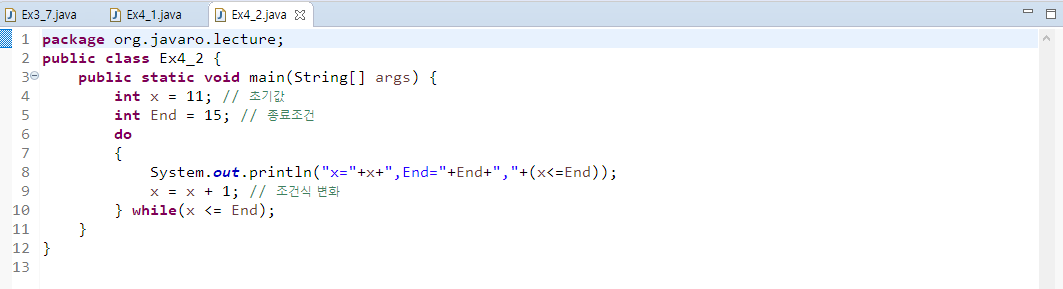 Ex3_7.java Ex4_1.java Ex4_2.java
1 package org.javaro.lecture;
2 public class Ex4_2 {
3 public static void main(String[] args) {
4 int x = 11; // 초기값
5 int End = 15; // 종료조건
6 do
7 {
8 System.out.println("x="+x+",End="+End+","+(x<=End));
9 x = x + 1; // 조건식 변화
10 } while(x <= End);
11 }
12 }
13